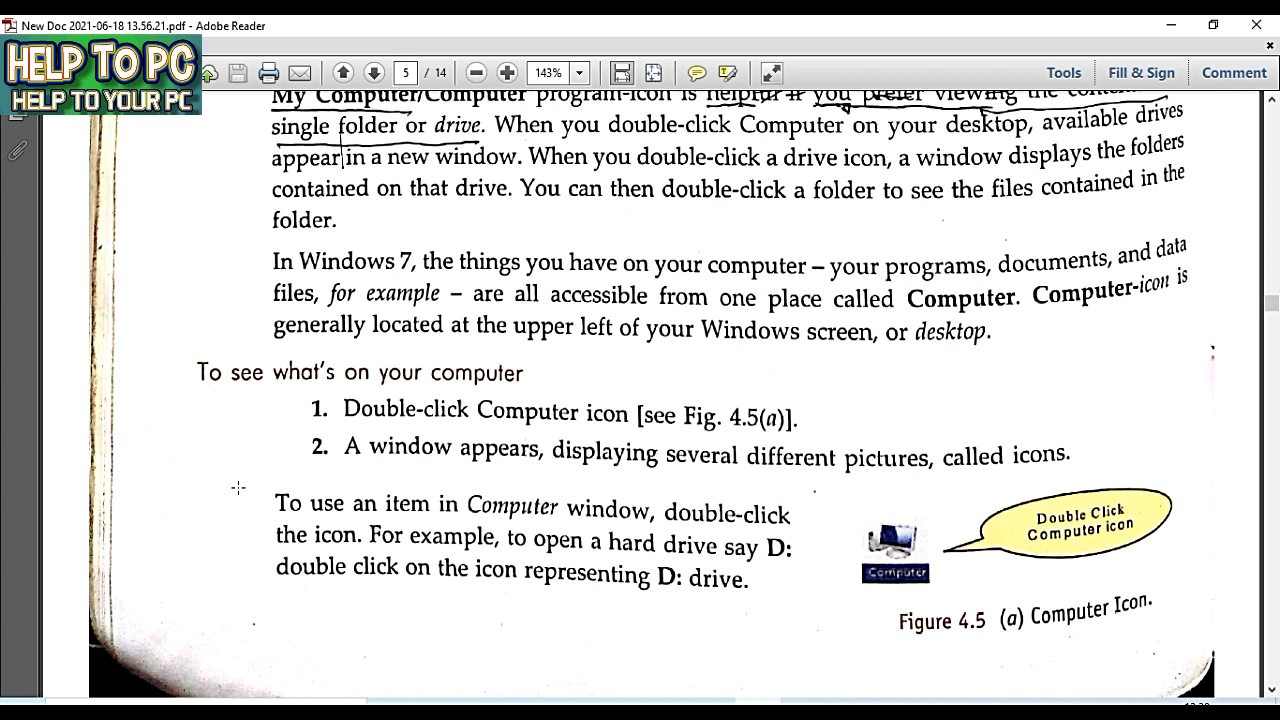 New Doc 2021-06-18 13.56.21.pdf - Adobe Reader
HELP TO PC
HELP TO YOUR PC
5 / 14
143%
Tools Fill & Sign Comment
My Computer/Computer program-icon is helpful if you prefer viewing the
single folder or drive. When you double-click Computer on your desktop, available drives
appear in a new window. When you double-click a drive icon, a window displays the folders
contained on that drive. You can then double-click a folder to see the files contained in the
folder.
In Windows 7, the things you have on your computer – your programs, documents, and data
files, for example – are all accessible from one place called Computer. Computer-icon is
generally located at the upper left of your Windows screen, or desktop.
To see what's on your computer
1. Double-click Computer icon [see Fig. 4.5(a)].
2. A window appears, displaying several different pictures, called icons.
To use an item in Computer window, double-click
the icon. For example, to open a hard drive say D:
double click on the icon representing D: drive.
Double Click
Computer icon
Computer
Figure 4.5 (a) Computer Icon.